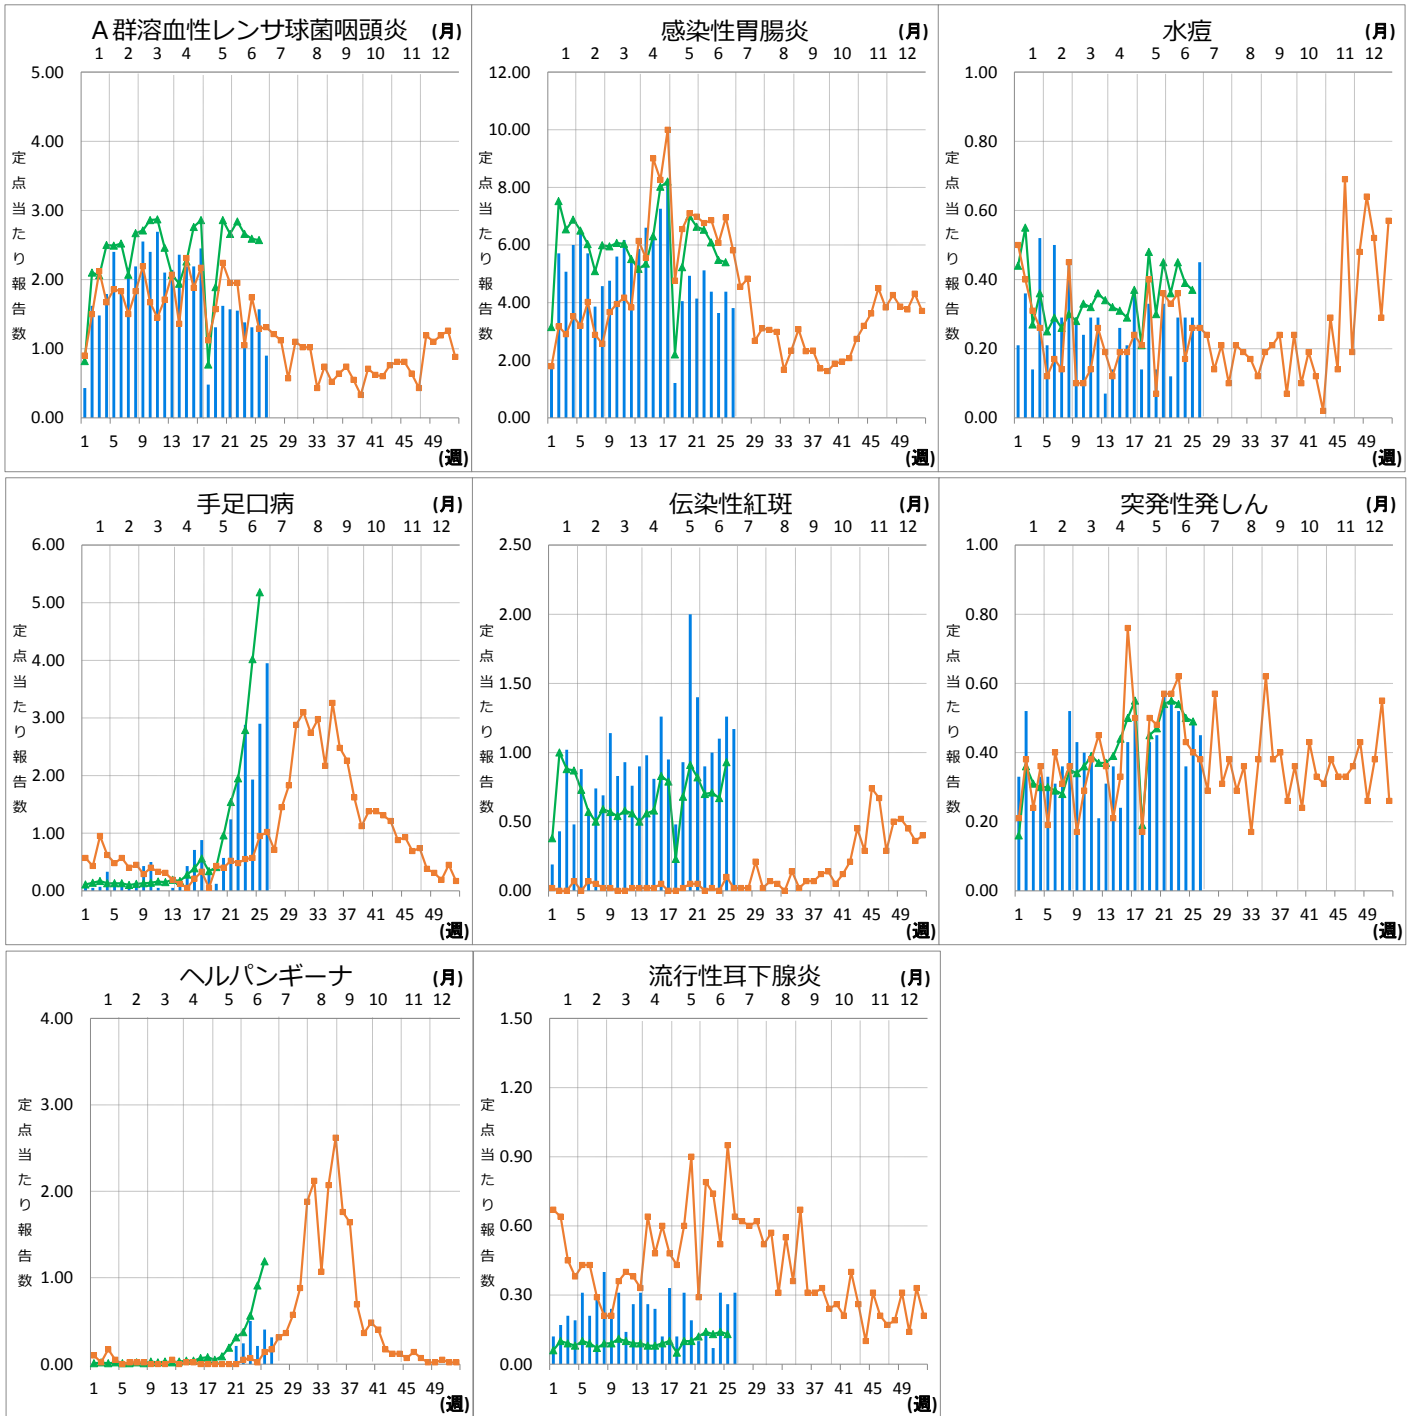 A群溶血性レンサ球菌咽頭炎 (月)
1 2 3 4 5 6 7 8 9 10 11 12
5.00
4.00
3.00
2.00
1.00
0.00
定点当たり報告数
1 5 9 13 17 21 25 29 33 37 41 45 49
(週)
感染性胃腸炎 (月)
1 2 3 4 5 6 7 8 9 10 11 12
12.00
10.00
8.00
6.00
4.00
2.00
0.00
定点当たり報告数
1 5 9 13 17 21 25 29 33 37 41 45 49
(週)
水痘 (月)
1 2 3 4 5 6 7 8 9 10 11 12
1.00
0.80
0.60
0.40
0.20
0.00
定点当たり報告数
1 5 9 13 17 21 25 29 33 37 41 45 49
(週)
手足口病 (月)
1 2 3 4 5 6 7 8 9 10 11 12
6.00
5.00
4.00
3.00
2.00
1.00
0.00
定点当たり報告数
1 5 9 13 17 21 25 29 33 37 41 45 49
(週)
伝染性紅斑 (月)
1 2 3 4 5 6 7 8 9 10 11 12
2.50
2.00
1.50
1.00
0.50
0.00
定点当たり報告数
1 5 9 13 17 21 25 29 33 37 41 45 49
(週)
突発性発しん (月)
1 2 3 4 5 6 7 8 9 10 11 12
1.00
0.80
0.60
0.40
0.20
0.00
定点当たり報告数
1 5 9 13 17 21 25 29 33 37 41 45 49
(週)
ヘルパンギーナ (月)
1 2 3 4 5 6 7 8 9 10 11 12
4.00
3.00
2.00
1.00
0.00
定点当たり報告数
1 5 9 13 17 21 25 29 33 37 41 45 49
(週)
流行性耳下腺炎 (月)
1 2 3 4 5 6 7 8 9 10 11 12
1.50
1.20
0.90
0.60
0.30
0.00
定点当たり報告数
1 5 9 13 17 21 25 29 33 37 41 45 49
(週)